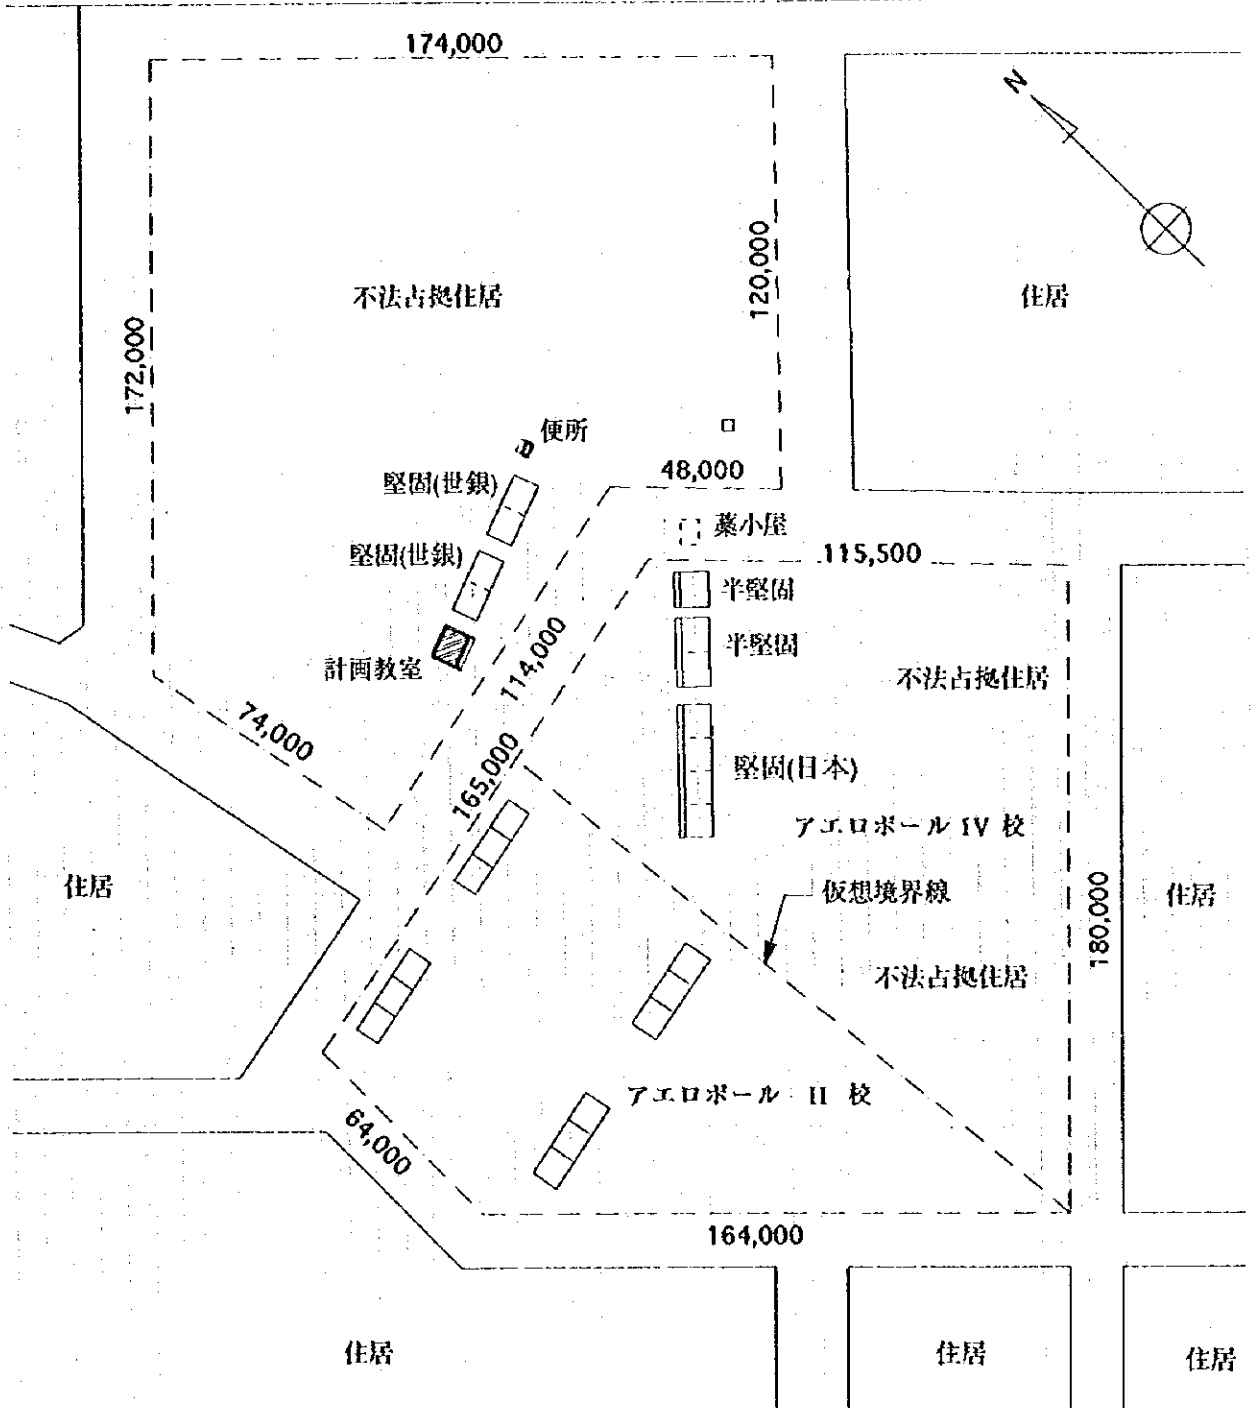 174,000
N
120,000
不法占拠住居
住居
172,000
便所
堅固(世銀)
48,000
藁小屋
堅固(世銀)
115,500
半堅固
半堅固
114,000
計画教室
不法占拠住居
74,000
165,000
堅固(日本)
アエロポール IV 校
住居
仮想境界線
住居
180,000
不法占拠住居
アエロポール II 校
64,000
164,000
住居
住居
住居